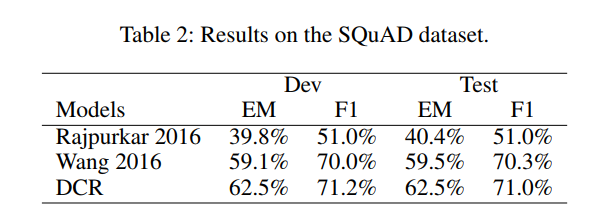 Table 2: Results on the SQuAD dataset.
Dev Test
Models EM F1 EM F1
Rajpurkar 2016 39.8% 51.0% 40.4% 51.0%
Wang 2016 59.1% 70.0% 59.5% 70.3%
DCR 62.5% 71.2% 62.5% 71.0%